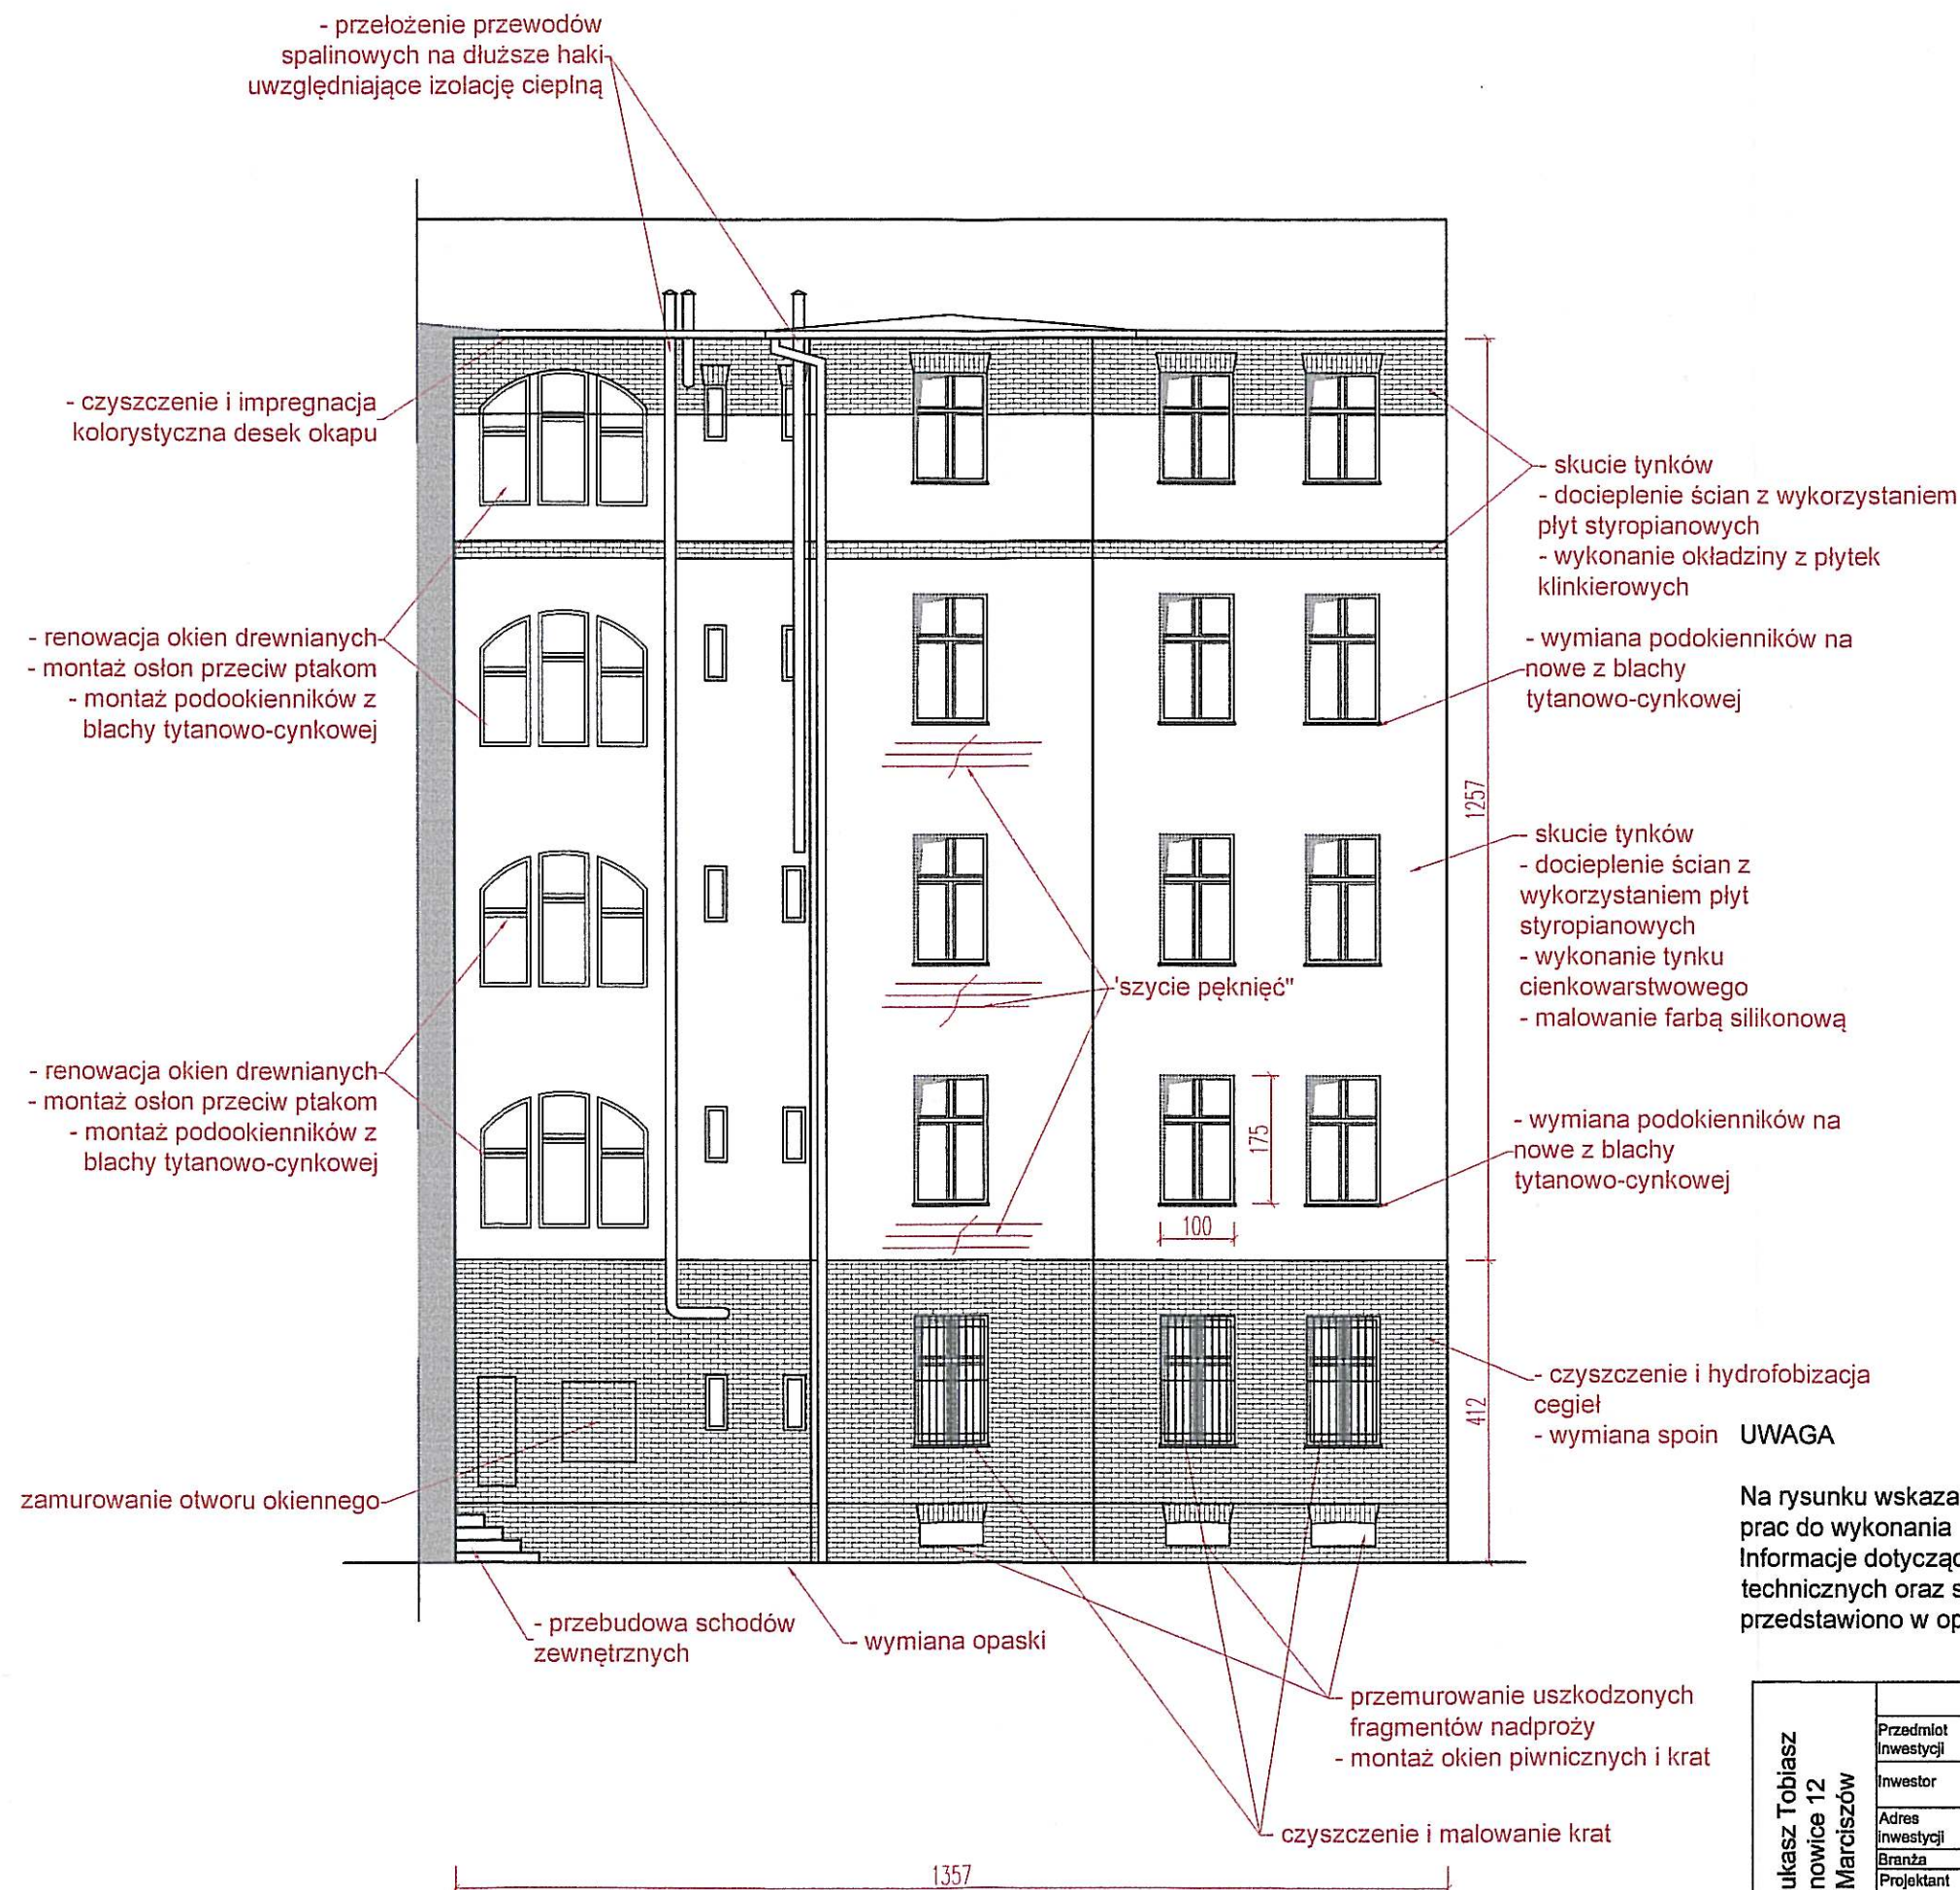 - przełożenie przewodów
spalinowych na dłuższe haki
uwzględniające izolację cieplną
- czyszczenie i impregnacja
kolorystyczna desek okapu
- renowacja okien drewnianych
- montaż osłon przeciw ptakom
- montaż podookienników z
blachy tytanowo-cynkowej
- renowacja okien drewnianych
- montaż osłon przeciw ptakom
- montaż podookienników z
blachy tytanowo-cynkowej
zamurowanie otworu okiennego
- przebudowa schodów
zewnętrznych
- wymiana opaski
'szycie pęknięć"
175
100
1257
412
1357
- skucie tynków
- docieplenie ścian z wykorzystaniem
płyt styropianowych
- wykonanie okładziny z płytek
klinkierowych
- wymiana podokienników na
nowe z blachy
tytanowo-cynkowej
- skucie tynków
- docieplenie ścian z
wykorzystaniem płyt
styropianowych
- wykonanie tynku
cienkowarstwowego
- malowanie farbą silikonową
- wymiana podokienników na
nowe z blachy
tytanowo-cynkowej
- czyszczenie i hydrofobizacja
cegieł
- wymiana spoin
- przemurowanie uszkodzonych
fragmentów nadproży
- montaż okien piwnicznych i krat
- czyszczenie i malowanie krat
UWAGA
Na rysunku wskaza
prac do wykonania
Informacje dotycząc
technicznych oraz s
przedstawiono w op
ukasz Tobiasz
nowice 12
Marciszów
Przedmiot
inwestycji
Inwestor
Adres
inwestycji
Branża
Projektant